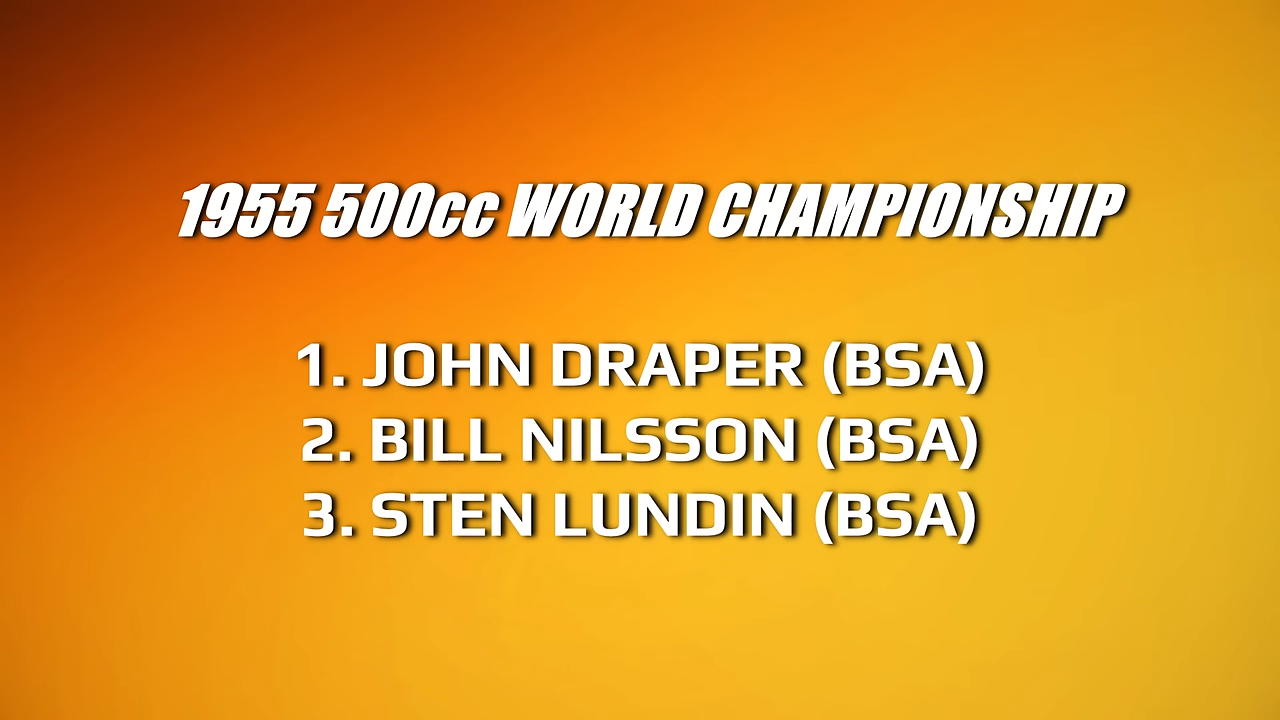 1955 500cc WORLD CHAMPIONSHIP
1. JOHN DRAPER (BSA)
2. BILL NILSSON (BSA)
3. STEN LUNDIN (BSA)